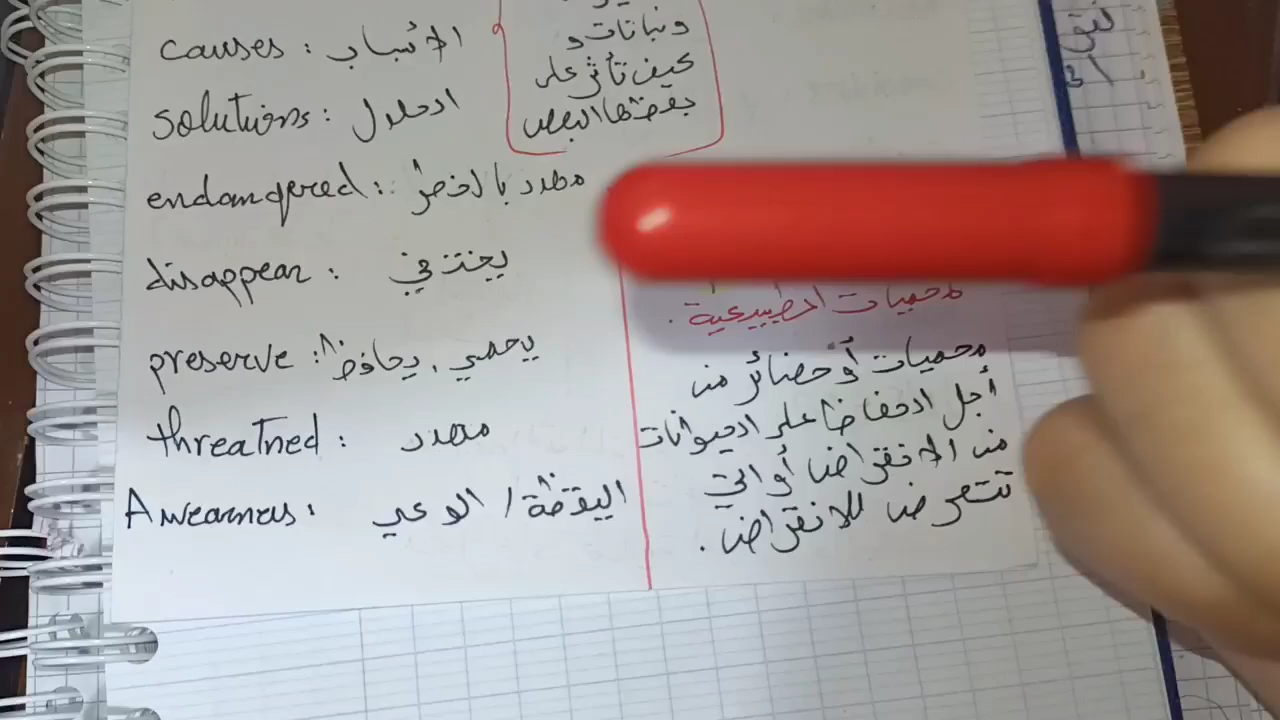 causes : الأسباب
solutions : الحلول
endangered : مهدد بالخطر
disappear : يختفي
preserve : يحمي ، يحافظ
threatned : مهدد
Awearnes : اليقظة / الوعي
ونباتات و
كيف تأثر على
بعضها البعض
محميات الطبيعية .
محميات أو حضائر من
أجل الحفاظ على الحيوانات
من الانقراض أو التي
تتعرض للانقراض .